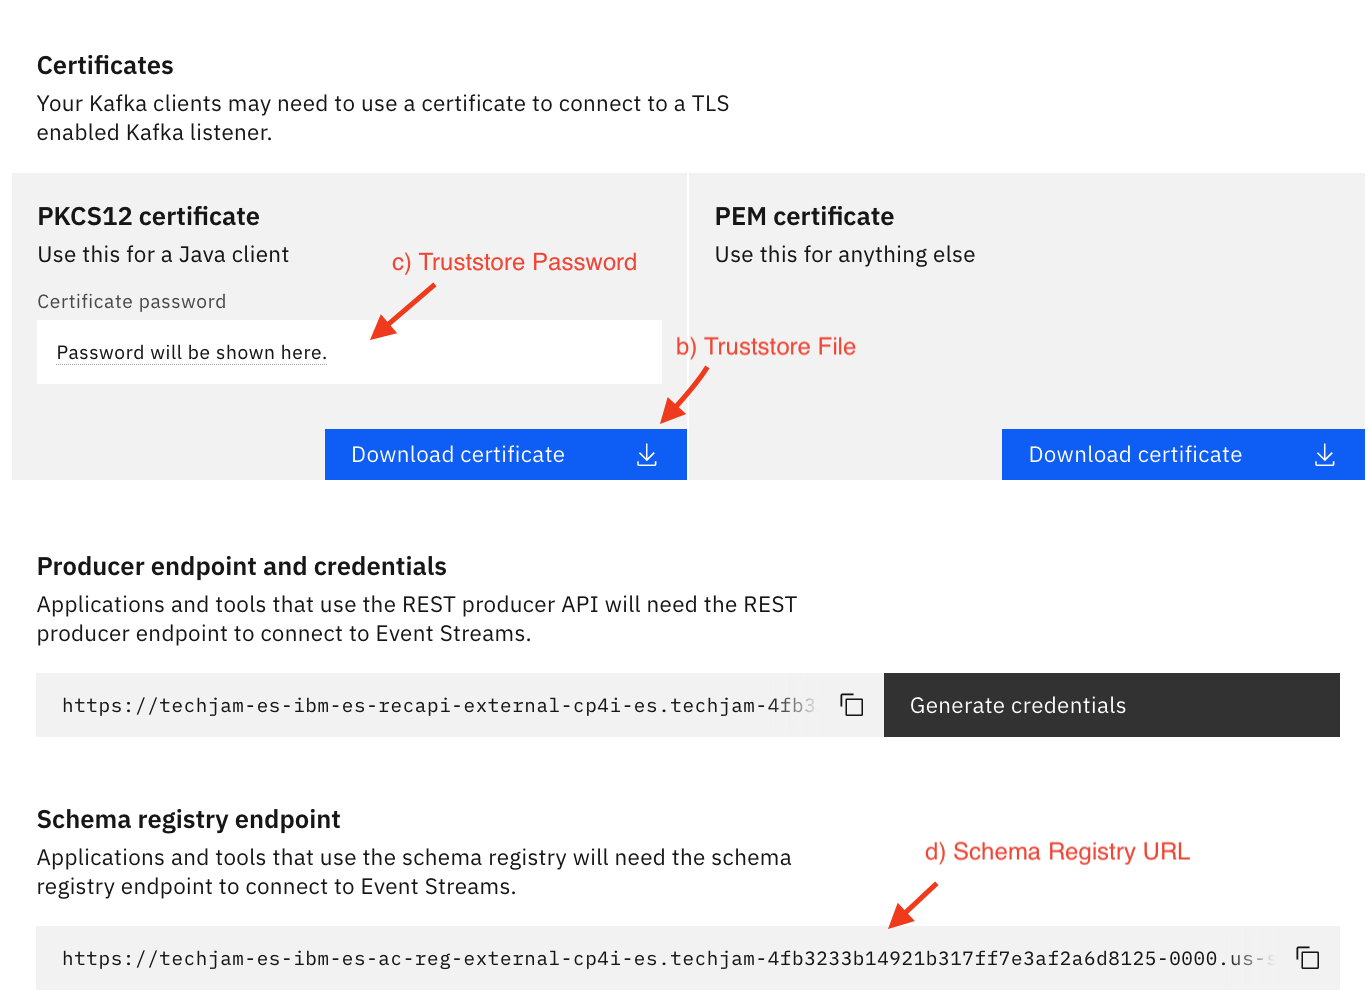 Certificates
Your Kafka clients may need to use a certificate to connect to a TLS
enabled Kafka listener.
PKCS12 certificate
Use this for a Java client
c) Truststore Password
Certificate password
Password will be shown here.
b) Truststore File
Download certificate
PEM certificate
Use this for anything else
Download certificate
Producer endpoint and credentials
Applications and tools that use the REST producer API will need the REST
producer endpoint to connect to Event Streams.
https://techjam-es-ibm-es-recapi-external-cp4i-es.techjam-4fb3
Generate credentials
Schema registry endpoint
Applications and tools that use the schema registry will need the schema
registry endpoint to connect to Event Streams.
d) Schema Registry URL
https://techjam-es-ibm-es-ac-reg-external-cp4i-es.techjam-4fb3233b14921b317ff7e3af2a6d8125-0000.us-s